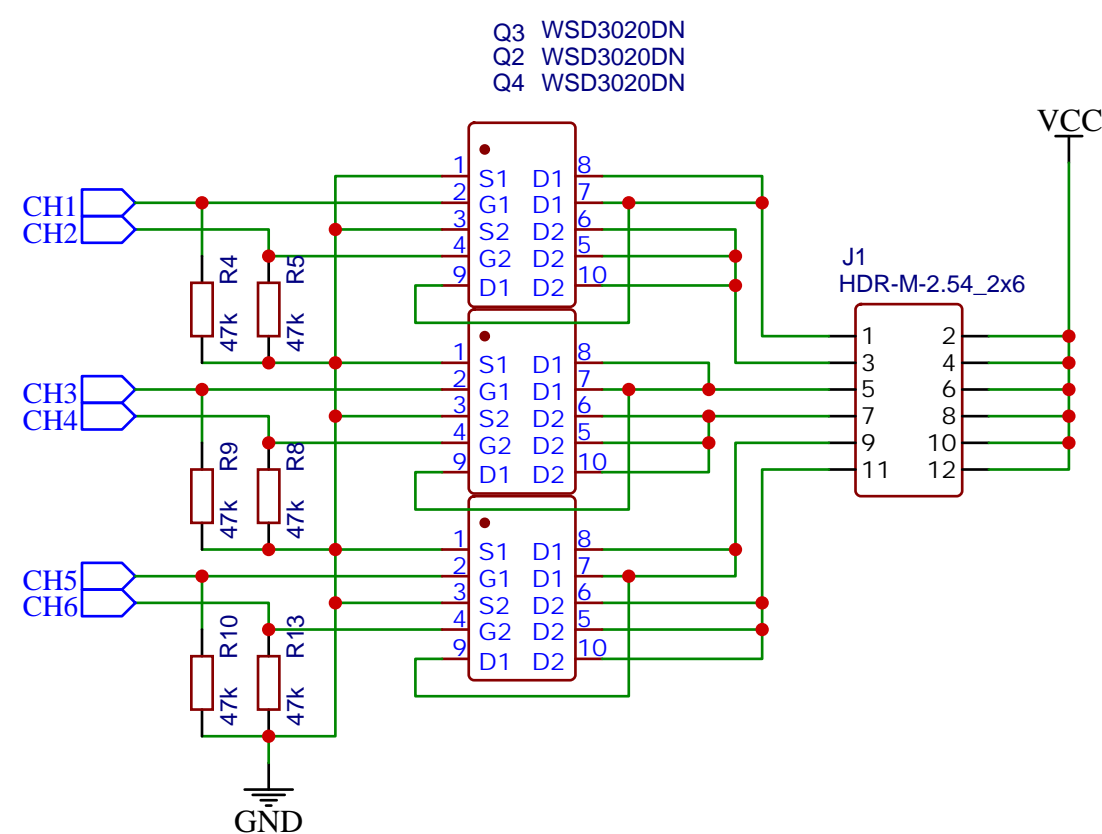 Q3 WSD3020DN
Q2 WSD3020DN
Q4 WSD3020DN
VCC
CH1
CH2
R4
47k
R5
47k
1 S1 D1 8
2 G1 D1 7
3 S2 D2 6
4 G2 D2 5
9 D1 D2 10
J1
HDR-M-2.54_2x6
1 2
3 4
5 6
7 8
9 10
11 12
CH3
CH4
R9
47k
R8
47k
1 S1 D1 8
2 G1 D1 7
3 S2 D2 6
4 G2 D2 5
9 D1 D2 10
CH5
CH6
R10
47k
R13
47k
1 S1 D1 8
2 G1 D1 7
3 S2 D2 6
4 G2 D2 5
9 D1 D2 10
GND